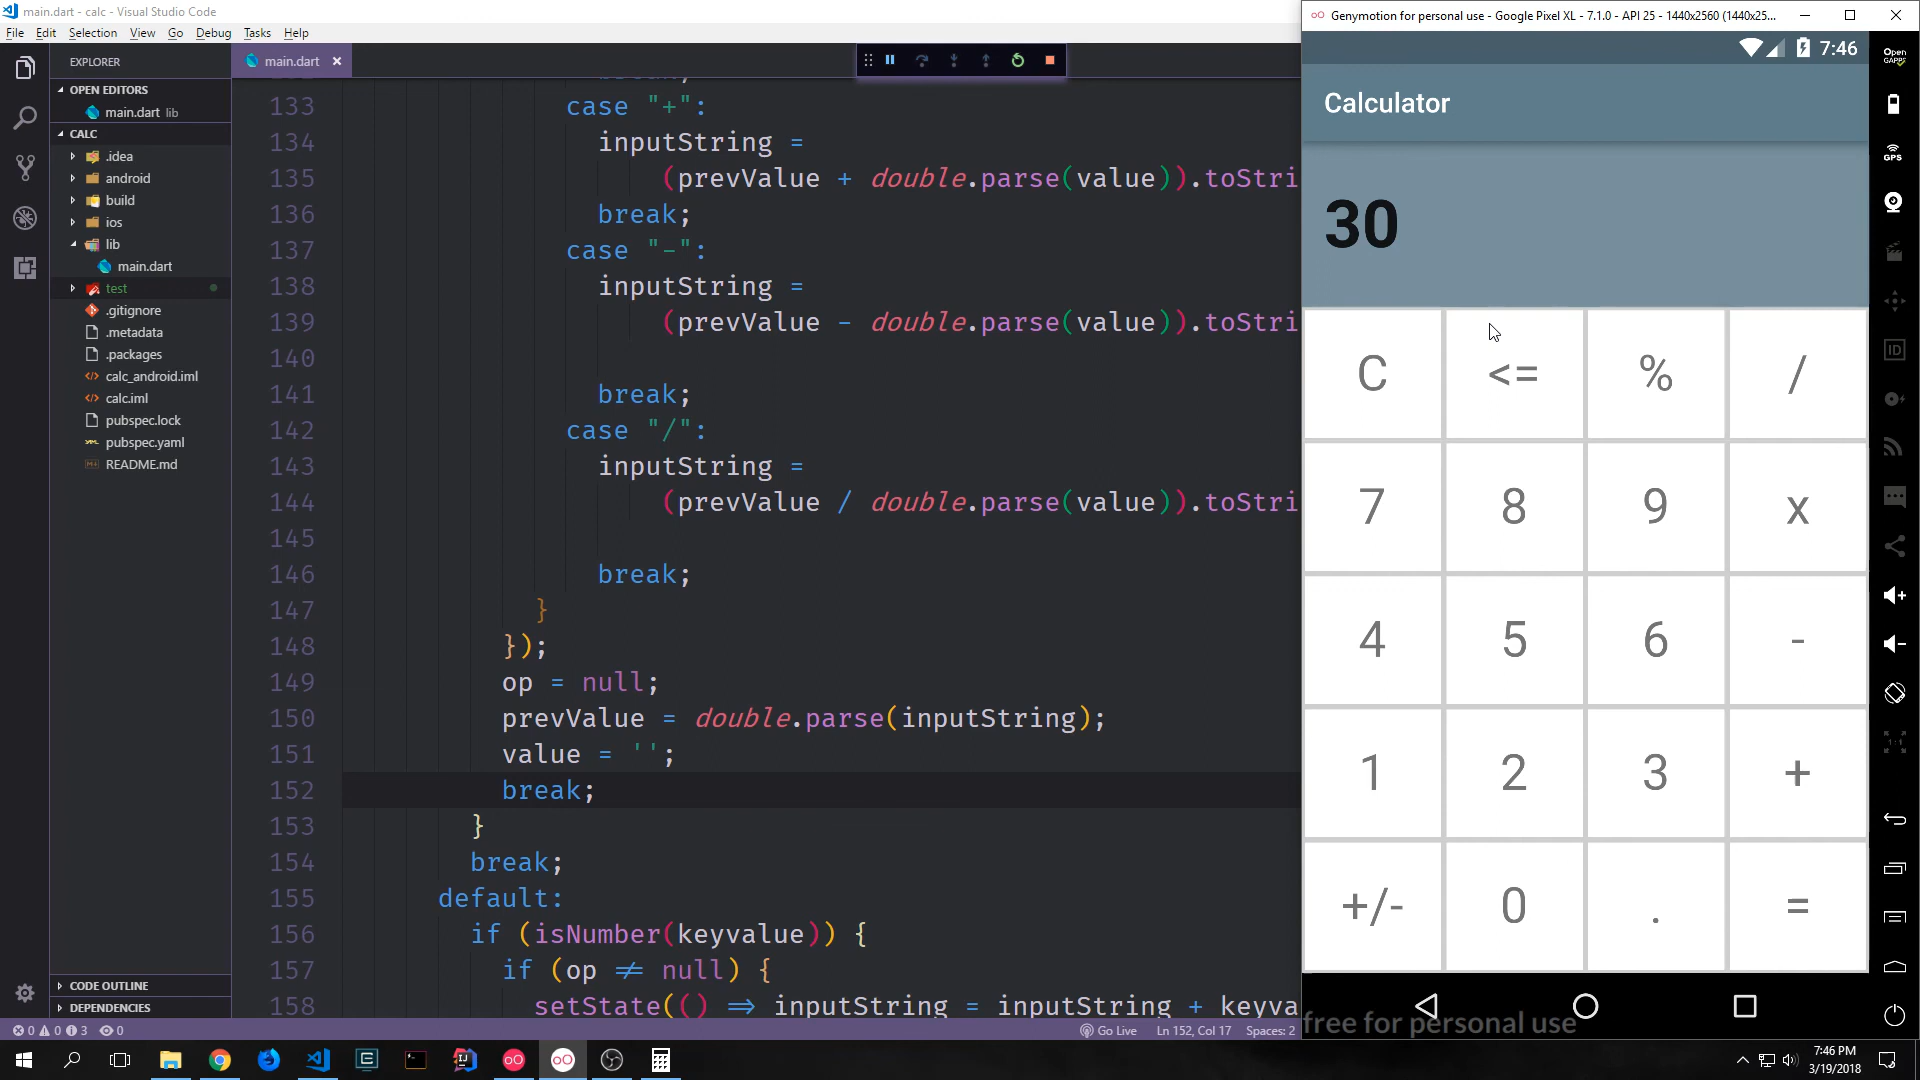 main.dart - calc - Visual Studio Code
File Edit Selection View Go Debug Tasks Help
EXPLORER
OPEN EDITORS
main.dart lib
CALC
.idea
android
build
ios
lib
main.dart
test
.gitignore
.metadata
.packages
calc_android.iml
calc.iml
pubspec.lock
pubspec.yaml
README.md
CODE OUTLINE
DEPENDENCIES
main.dart
133 case "+":
134 inputString =
135 (prevValue + double.parse(value)).toStri
136 break;
137 case "-":
138 inputString =
139 (prevValue - double.parse(value)).toStri
140
141 break;
142 case "/":
143 inputString =
144 (prevValue / double.parse(value)).toStri
145
146 break;
147 }
148 });
149 op = null;
150 prevValue = double.parse(inputString);
151 value = '';
152 break;
153 }
154 break;
155 default:
156 if (isNumber(keyvalue)) {
157 if (op ≠ null) {
158 setState(() ⇒ inputString = inputString + keyva
0 0 3 0
Go Live Ln 152, Col 17 Spaces: 2
Genymotion for personal use - Google Pixel XL - 7.1.0 - API 25 - 1440x2560 (1440x25...
7:46
Calculator
30
C <= % /
7 8 9 x
4 5 6 -
1 2 3 +
+/- 0 . =
free for personal use
Open
GAPPS
GPS
ID
1:1
7:46 PM
3/19/2018